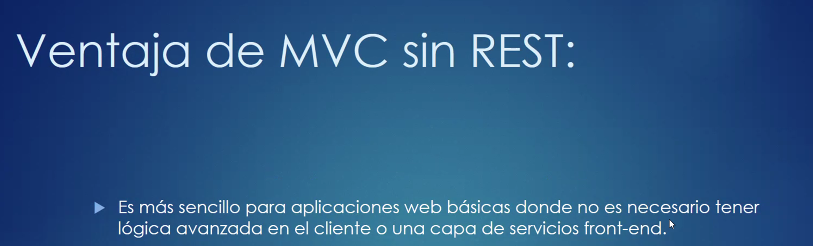 Ventaja de MVC sin REST:
Es más sencillo para aplicaciones web básicas donde no es necesario tener
lógica avanzada en el cliente o una capa de servicios front-end.